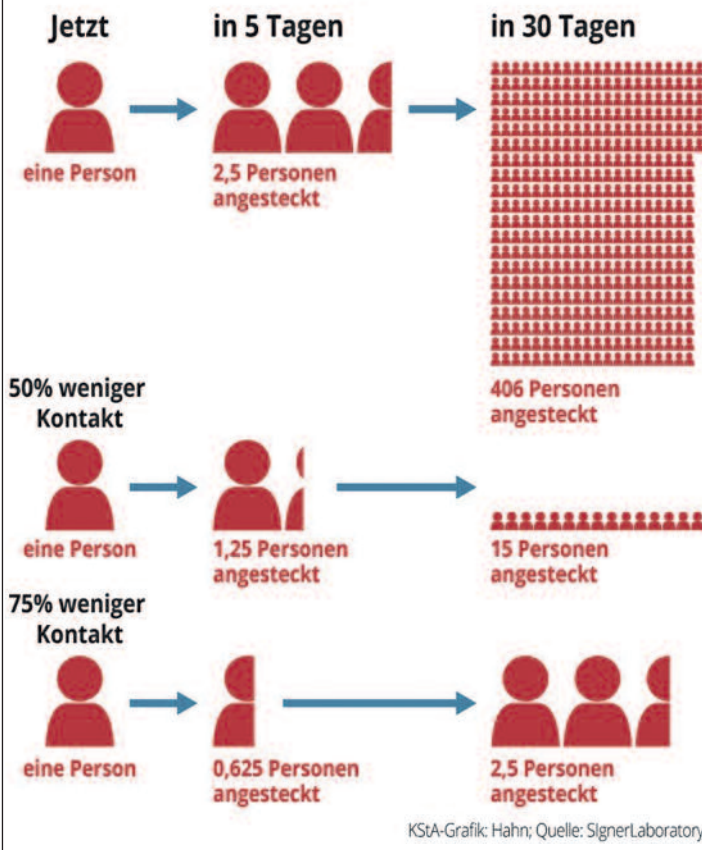 Jetzt
in 5 Tagen
in 30 Tagen
eine Person
2,5 Personen
angesteckt
406 Personen
angesteckt
50% weniger
Kontakt
eine Person
1,25 Personen
angesteckt
15 Personen
angesteckt
75% weniger
Kontakt
eine Person
0,625 Personen
angesteckt
2,5 Personen
angesteckt
KStA-Grafik: Hahn; Quelle: SIgnerLaboratory